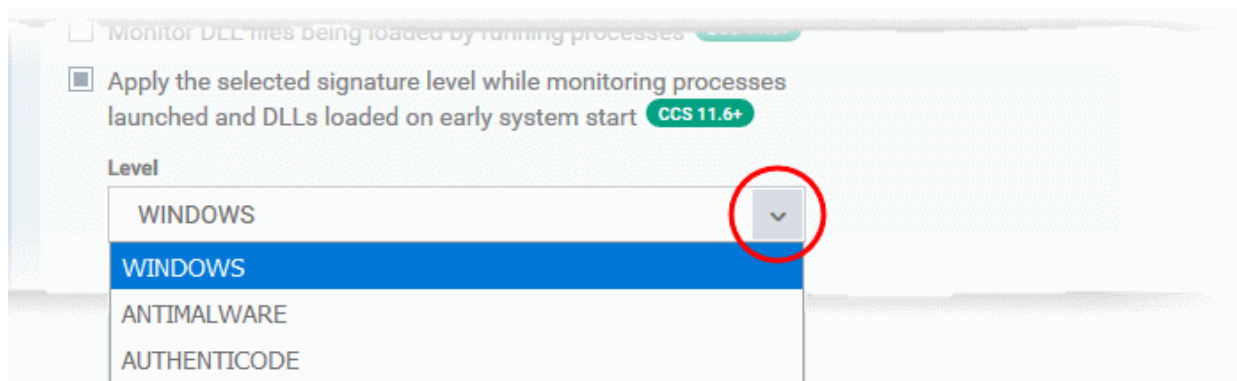 Monitor DLL files being loaded by running processes
Apply the selected signature level while monitoring processes
launched and DLLs loaded on early system start CCS 11.6+
Level
WINDOWS
WINDOWS
ANTIMALWARE
AUTHENTICODE